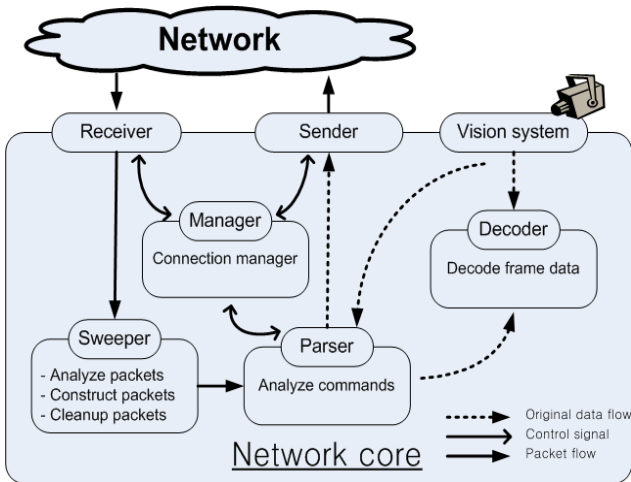 Network
Receiver
Sender
Vision system
Manager
Connection manager
Decoder
Decode frame data
Sweeper
- Analyze packets
- Construct packets
- Cleanup packets
Parser
Analyze commands
Original data flow
Control signal
Packet flow
Network core